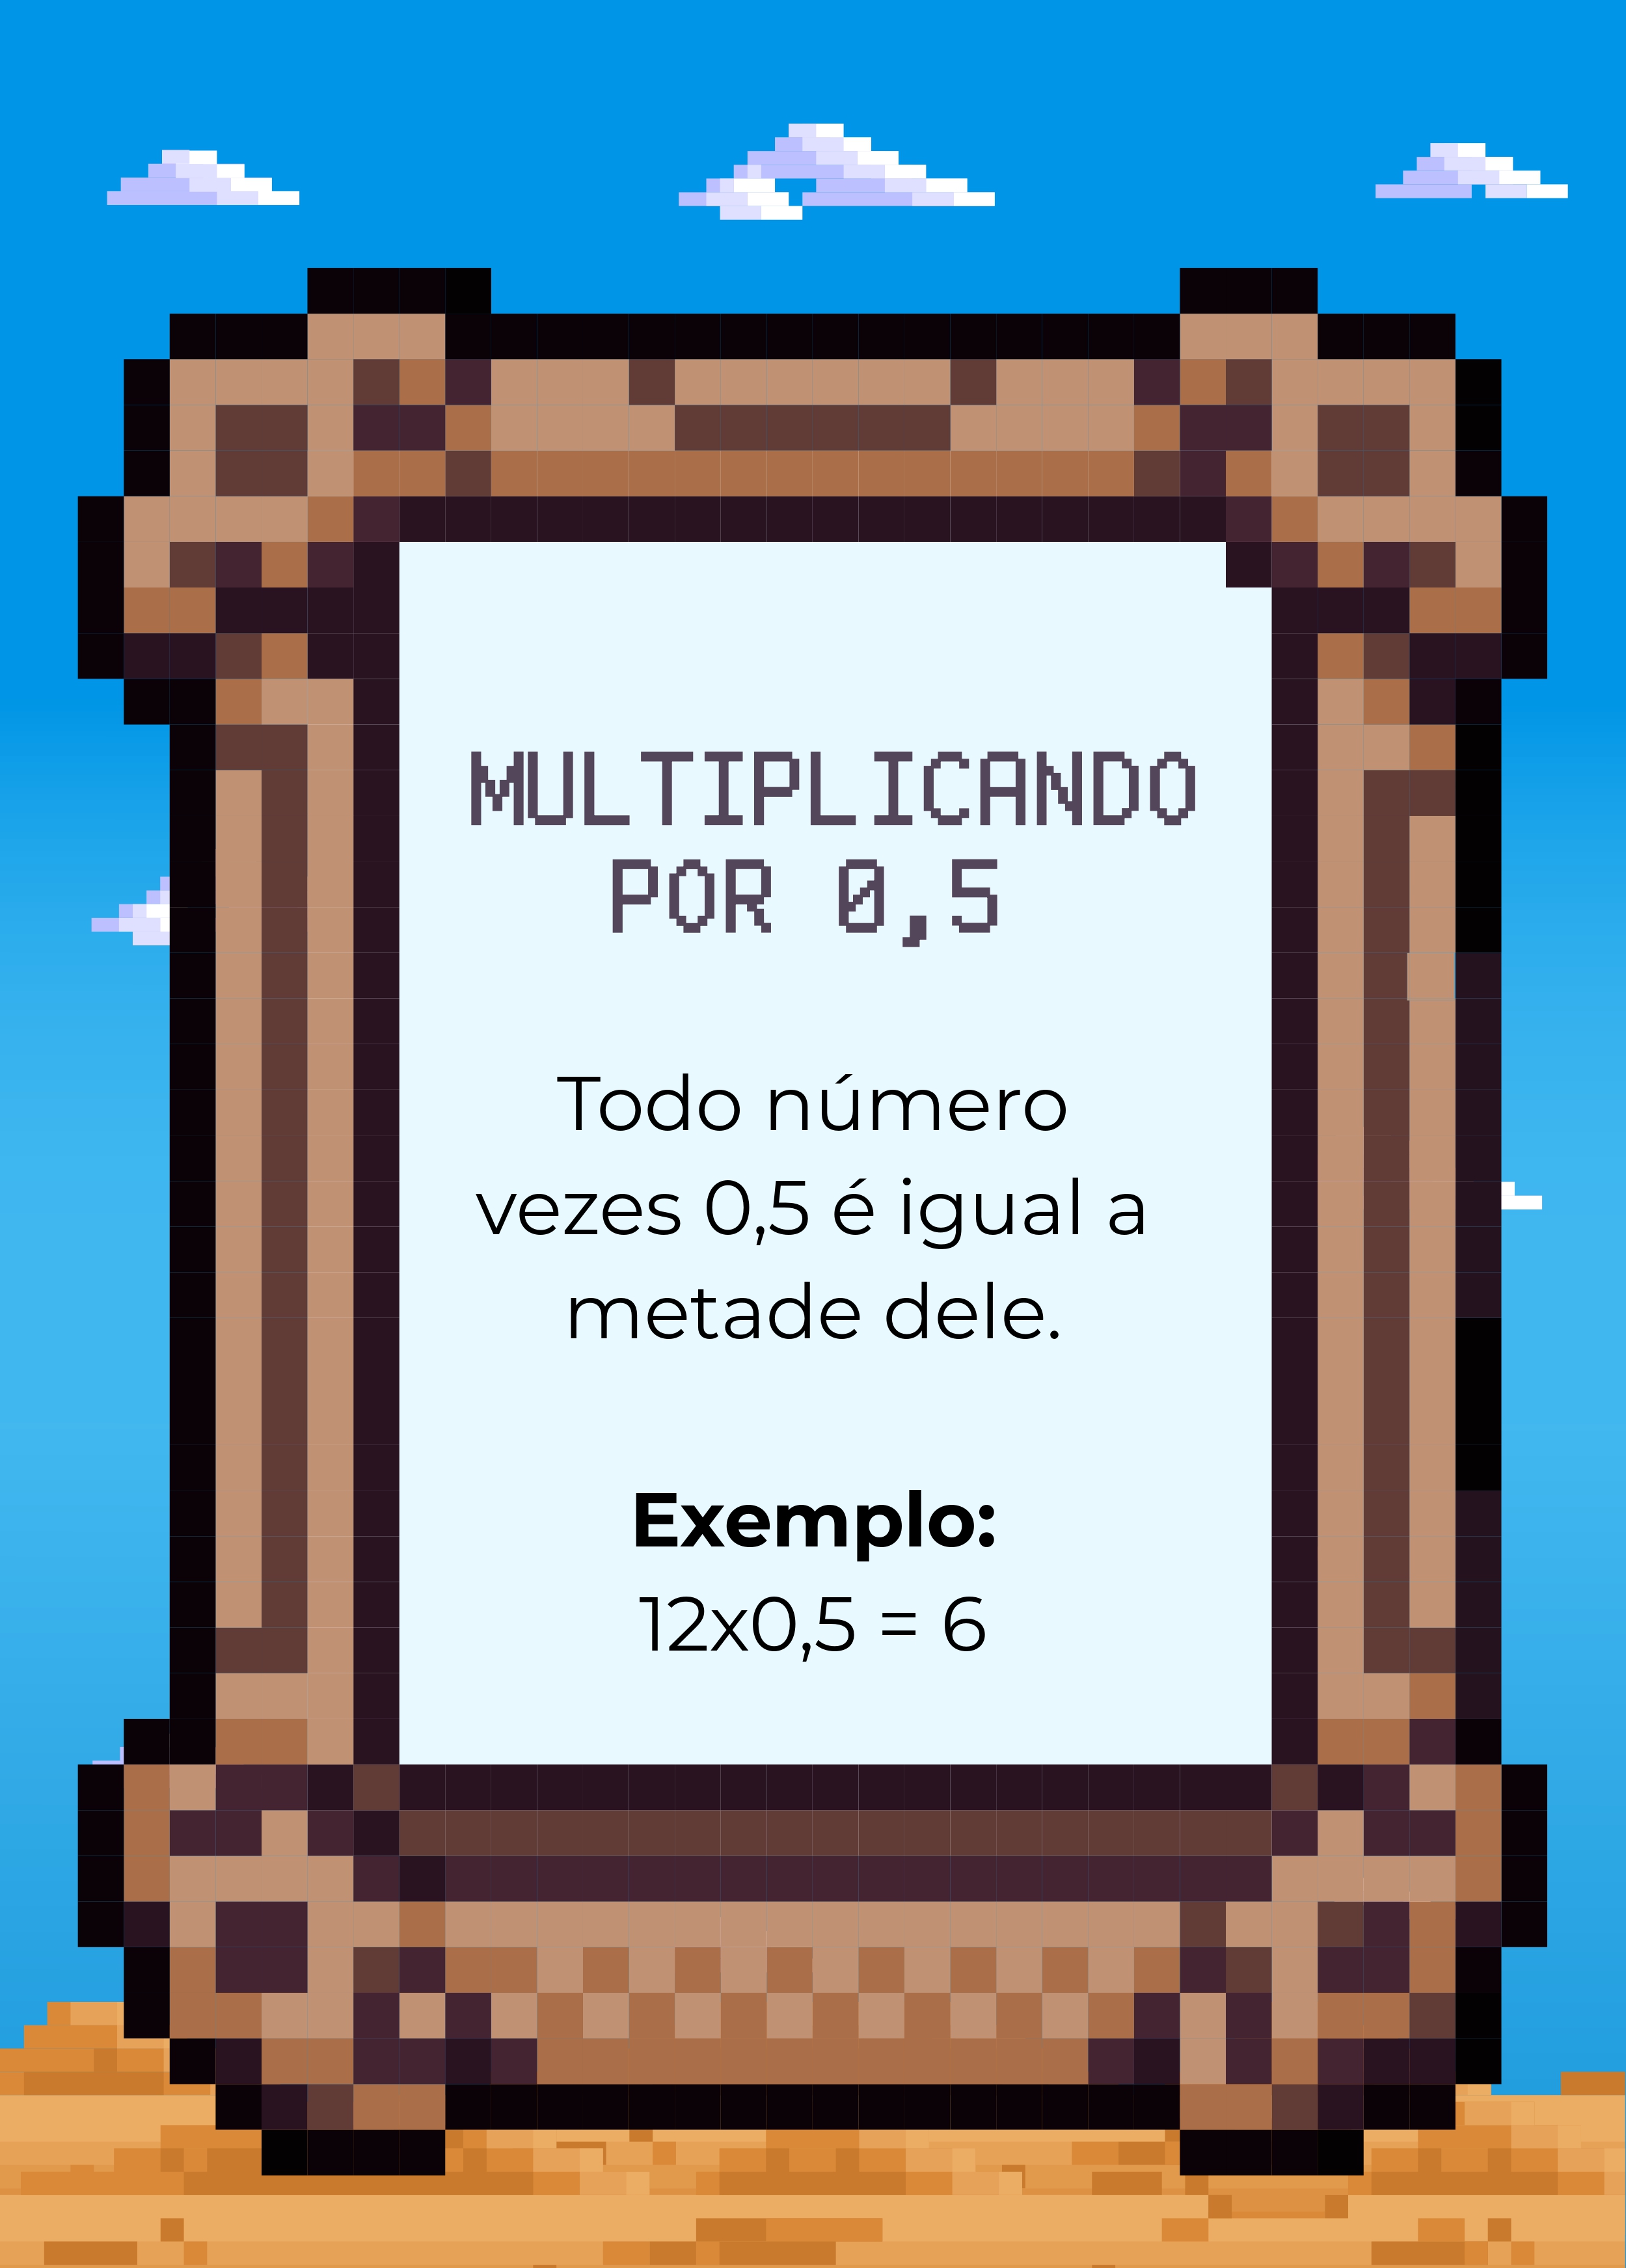 MULTIPLICANDO
POR 0,5
Todo número
vezes 0,5 é igual a
metade dele.
Exemplo:
12x0,5 = 6